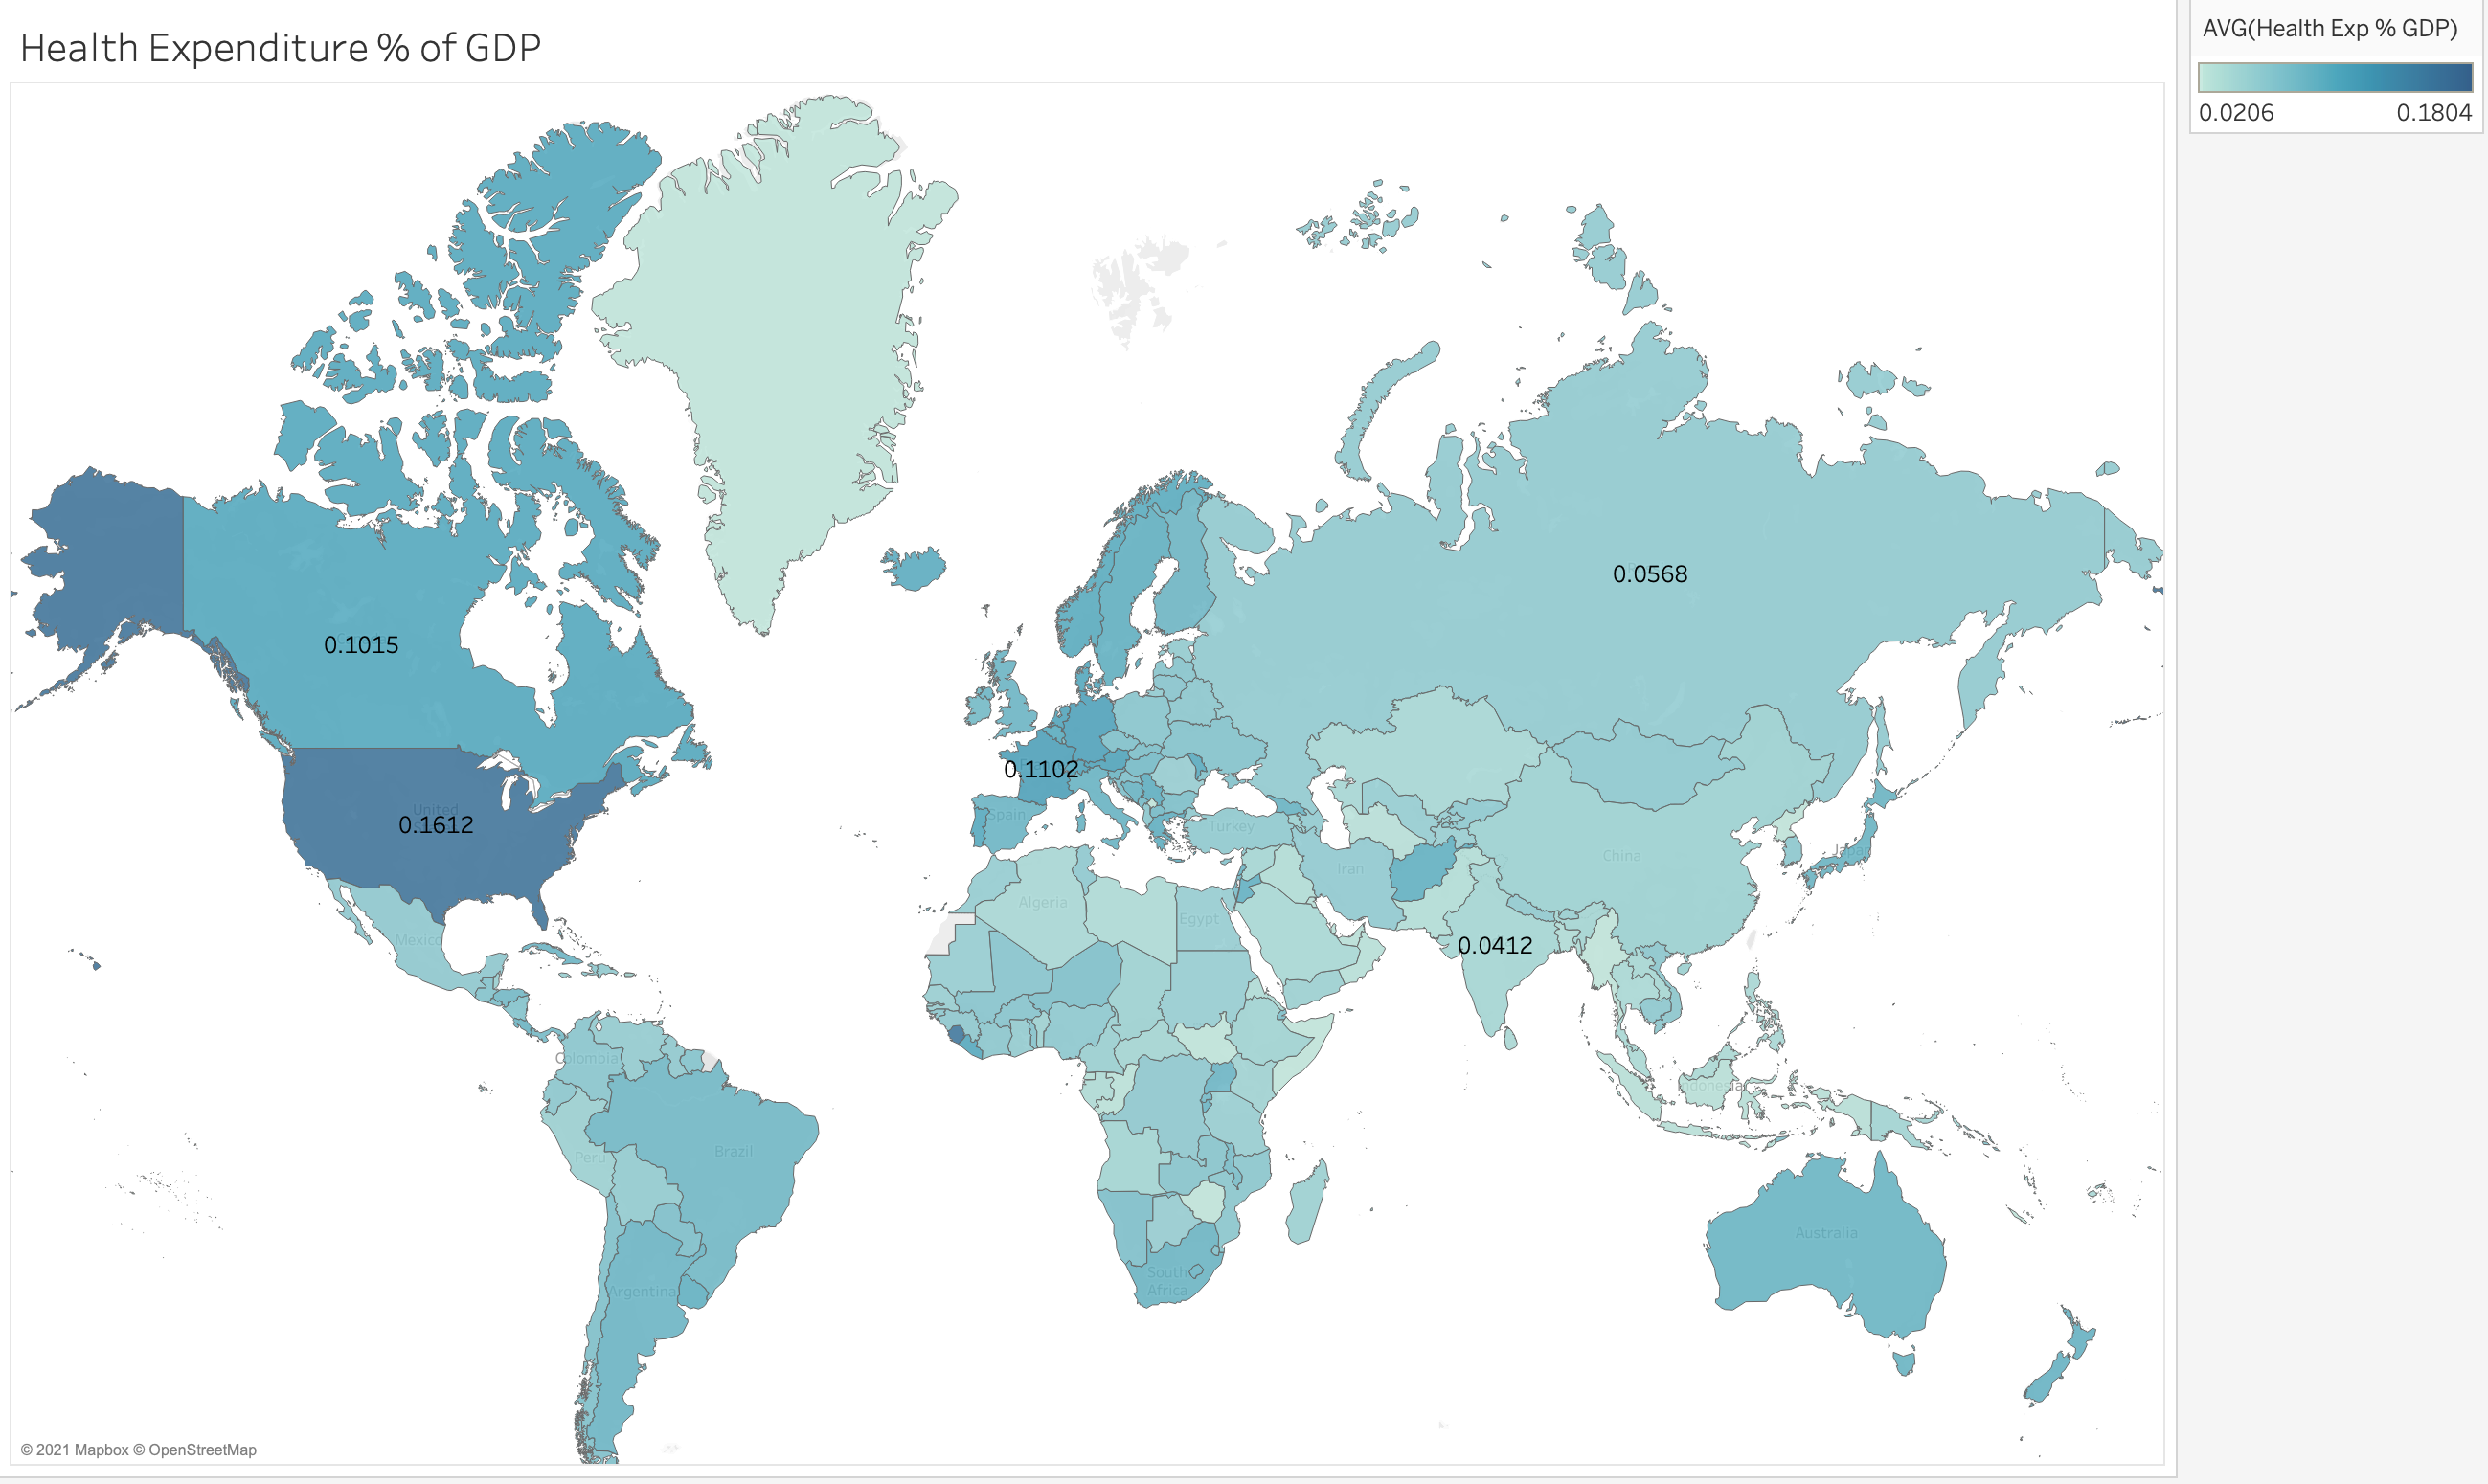 Health Expenditure % of GDP
AVG(Health Exp % GDP)
0.0206
0.1804
0.0568
0.1015
0.1102
United
0.1612
Spain
Turkey
Japan
China
Iran
Algeria
Egypt
Mexico
0.0412
Colombia
Indonesia
Brazil
Peru
Australia
South
Africa
Argentina
© 2021 Mapbox © OpenStreetMap